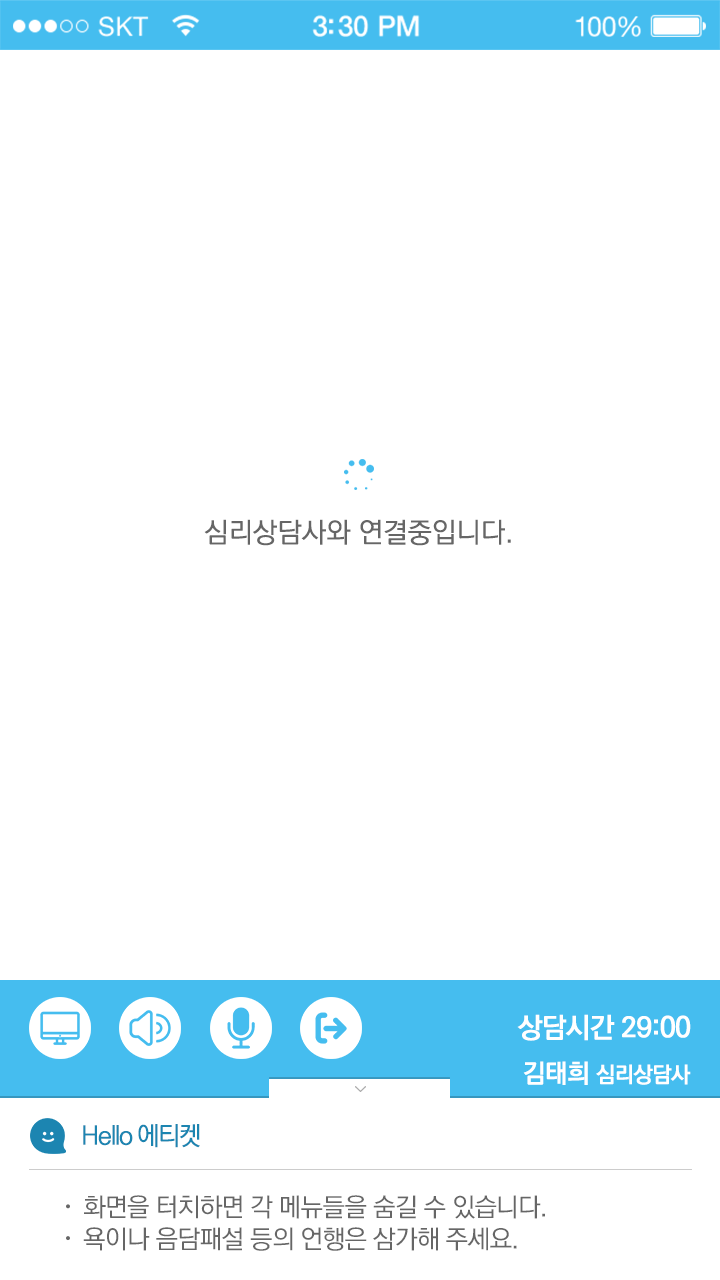 SKT 3:30 PM 100%
심리상담사와 연결중입니다.
상담시간 29:00
김태희 심리상담사
Hello 에티켓
· 화면을 터치하면 각 메뉴들을 숨길 수 있습니다.
· 욕이나 음담패설 등의 언행은 삼가해 주세요.